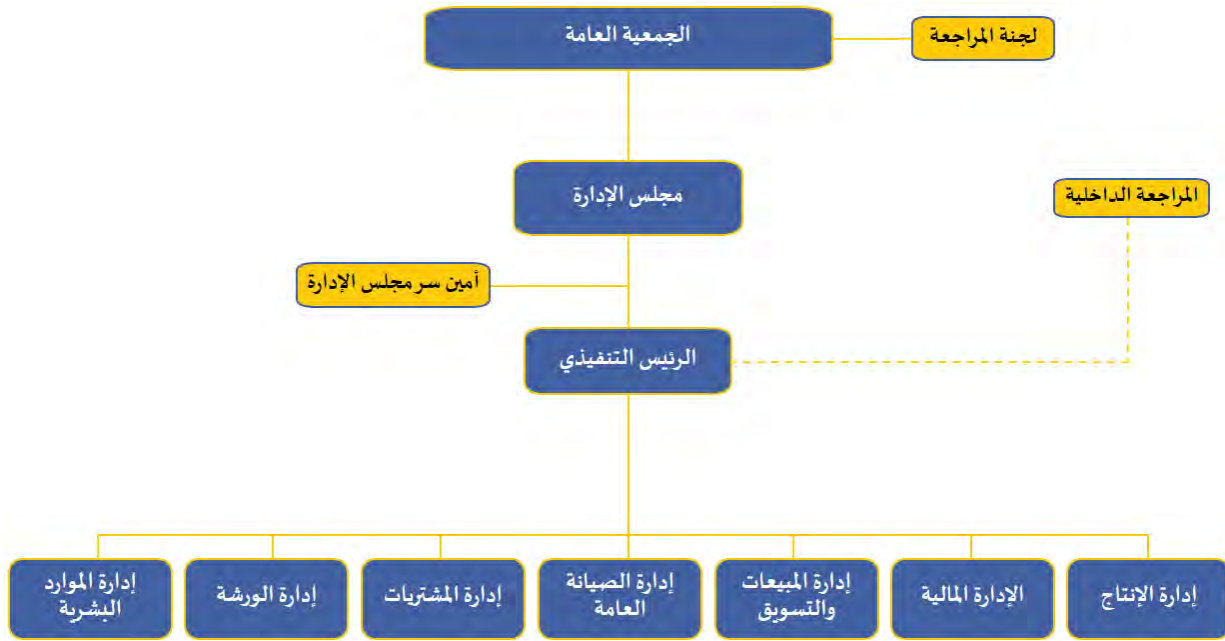 الجمعية العامة
لجنة المراجعة
مجلس الإدارة
المراجعة الداخلية
أمين سر مجلس الإدارة
الرئيس التنفيذي
إدارة الإنتاج
الإدارة المالية
إدارة المبيعات
والتسويق
إدارة الصيانة
العامة
إدارة المشتريات
إدارة الورشة
إدارة الموارد
البشرية